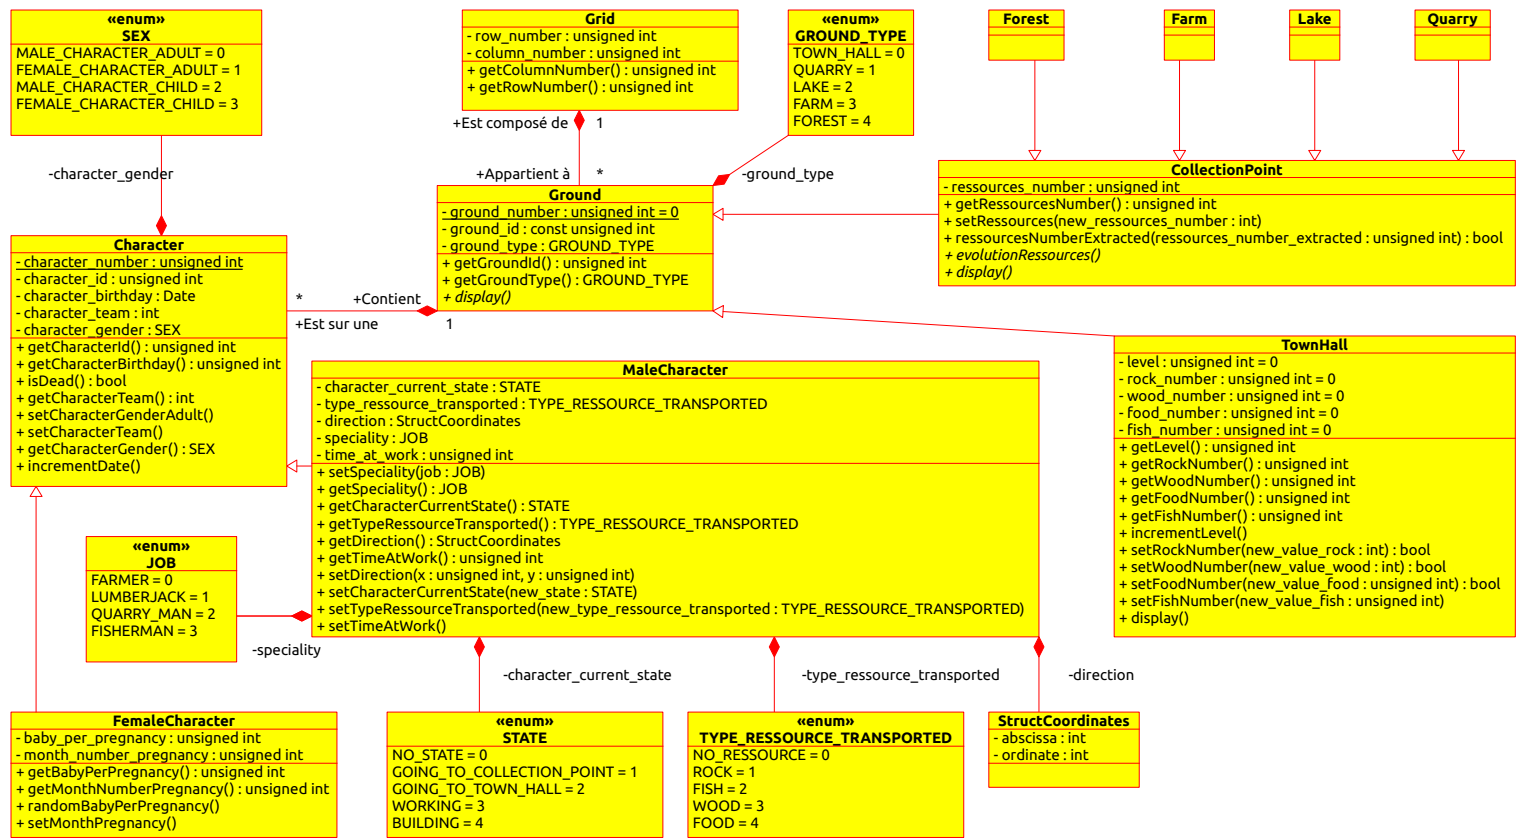 «enum»
SEX
MALE_CHARACTER_ADULT = 0
FEMALE_CHARACTER_ADULT = 1
MALE_CHARACTER_CHILD = 2
FEMALE_CHARACTER_CHILD = 3
-character_gender
Grid
- row_number : unsigned int
- column_number : unsigned int
+ getColumnNumber() : unsigned int
+ getRowNumber() : unsigned int
+Est composé de
1
+Appartient à
*
«enum»
GROUND_TYPE
TOWN_HALL = 0
QUARRY = 1
LAKE = 2
FARM = 3
FOREST = 4
-ground_type
Forest
Farm
Lake
Quarry
CollectionPoint
- ressources_number : unsigned int
+ getRessourcesNumber() : unsigned int
+ setRessources(new_ressources_number : int)
+ ressourcesNumberExtracted(ressources_number_extracted : unsigned int) : bool
+ evolutionRessources()
+ display()
Ground
- ground_number : unsigned int = 0
- ground_id : const unsigned int
- ground_type : GROUND_TYPE
+ getGroundId() : unsigned int
+ getGroundType() : GROUND_TYPE
+ display()
Character
- character_number : unsigned int
- character_id : unsigned int
- character_birthday : Date
- character_team : int
- character_gender : SEX
+ getCharacterId() : unsigned int
+ getCharacterBirthday() : unsigned int
+ isDead() : bool
+ getCharacterTeam() : int
+ setCharacterGenderAdult()
+ setCharacterTeam()
+ getCharacterGender() : SEX
+ incrementDate()
*
+Contient
+Est sur une
1
MaleCharacter
- character_current_state : STATE
- type_ressource_transported : TYPE_RESSOURCE_TRANSPORTED
- direction : StructCoordinates
- speciality : JOB
- time_at_work : unsigned int
+ setSpeciality(job : JOB)
+ getSpeciality() : JOB
+ getCharacterCurrentState() : STATE
+ getTypeRessourceTransported() : TYPE_RESSOURCE_TRANSPORTED
+ getDirection() : StructCoordinates
+ getTimeAtWork() : unsigned int
+ setDirection(x : unsigned int, y : unsigned int)
+ setCharacterCurrentState(new_state : STATE)
+ setTypeRessourceTransported(new_type_ressource_transported : TYPE_RESSOURCE_TRANSPORTED)
+ setTimeAtWork()
TownHall
- level : unsigned int = 0
- rock_number : unsigned int = 0
- wood_number : unsigned int = 0
- food_number : unsigned int = 0
- fish_number : unsigned int = 0
+ getLevel() : unsigned int
+ getRockNumber() : unsigned int
+ getWoodNumber() : unsigned int
+ getFoodNumber() : unsigned int
+ getFishNumber() : unsigned int
+ incrementLevel()
+ setRockNumber(new_value_rock : int) : bool
+ setWoodNumber(new_value_wood : int) : bool
+ setFoodNumber(new_value_food : unsigned int) : bool
+ setFishNumber(new_value_fish : unsigned int)
+ display()
«enum»
JOB
FARMER = 0
LUMBERJACK = 1
QUARRY_MAN = 2
FISHERMAN = 3
-speciality
-character_current_state
-type_ressource_transported
-direction
FemaleCharacter
- baby_per_pregnancy : unsigned int
- month_number_pregnancy : unsigned int
+ getBabyPerPregnancy() : unsigned int
+ getMonthNumberPregnancy() : unsigned int
+ randomBabyPerPregnancy()
+ setMonthPregnancy()
«enum»
STATE
NO_STATE = 0
GOING_TO_COLLECTION_POINT = 1
GOING_TO_TOWN_HALL = 2
WORKING = 3
BUILDING = 4
«enum»
TYPE_RESSOURCE_TRANSPORTED
NO_RESSOURCE = 0
ROCK = 1
FISH = 2
WOOD = 3
FOOD = 4
StructCoordinates
- abscissa : int
- ordinate : int